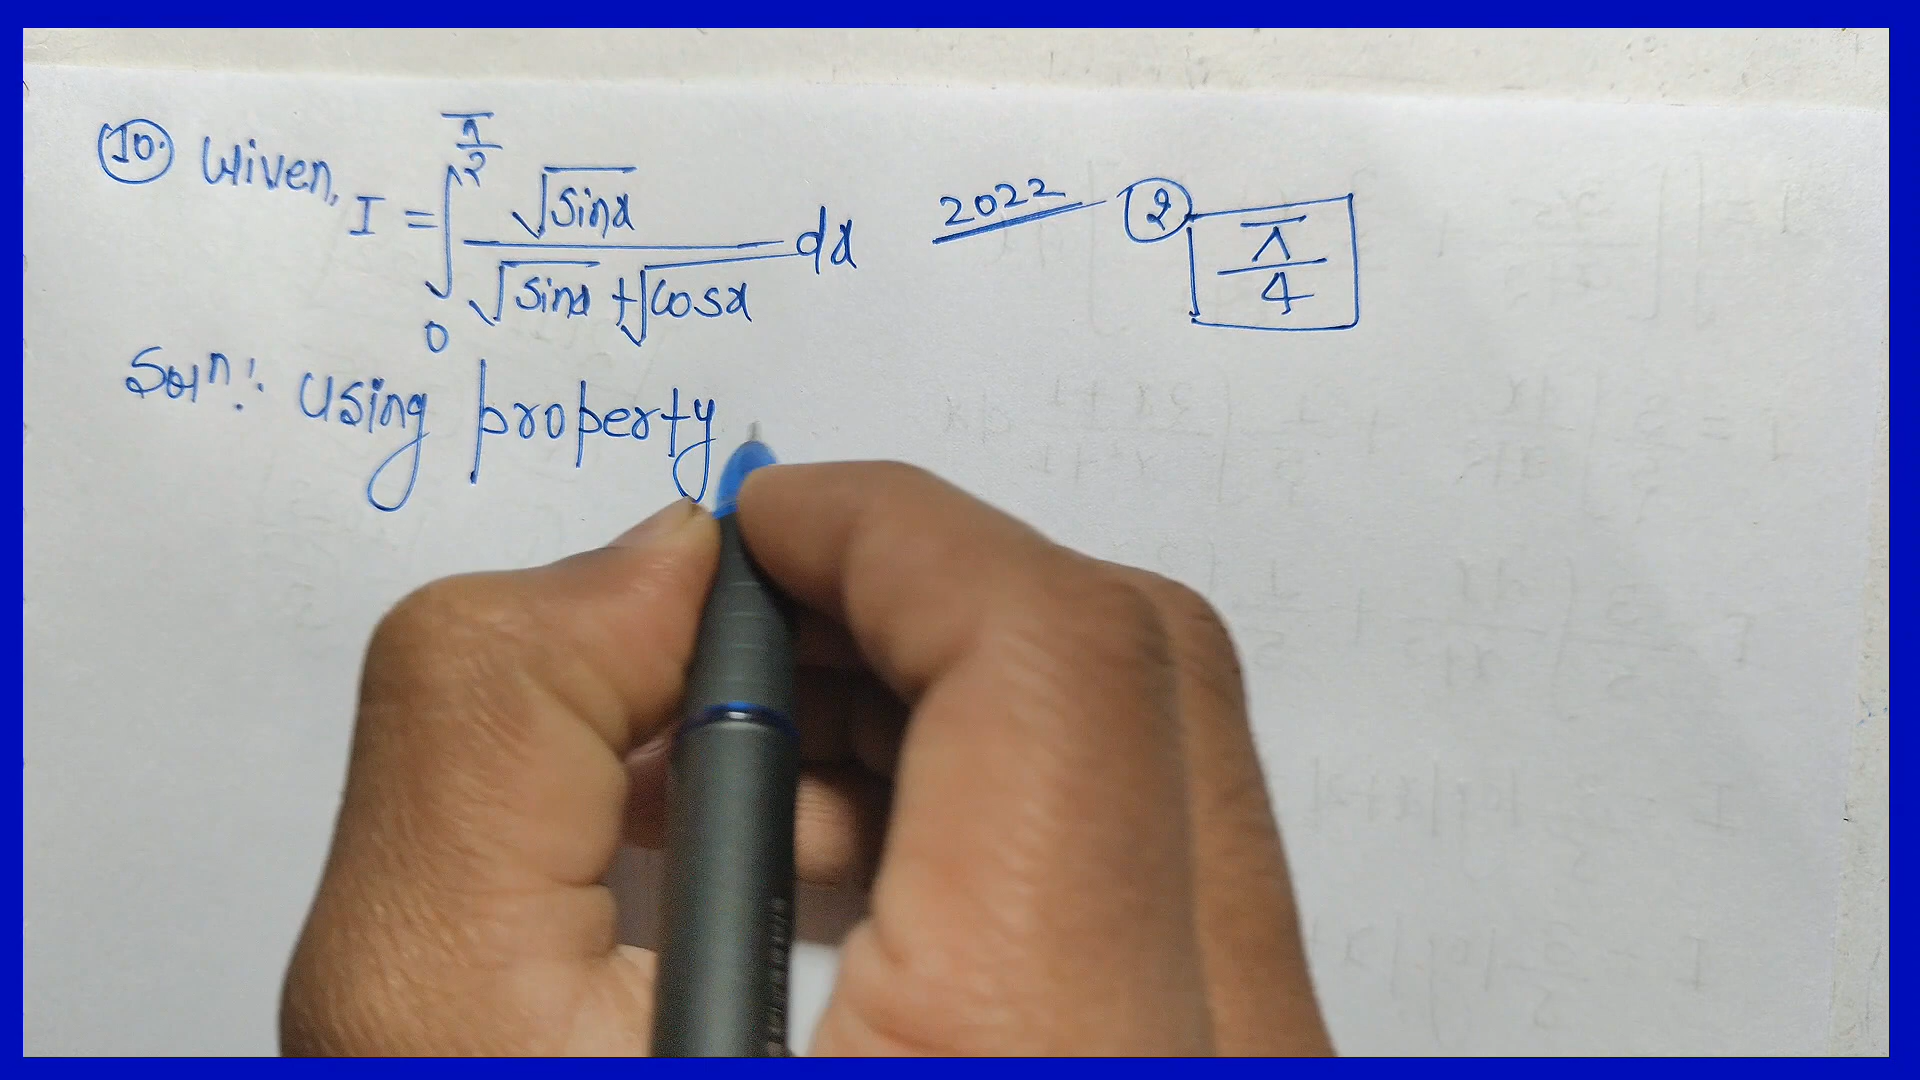 10. Given, I = ∫₀^(π/2) √sinx / (√sinx + √cosx) dx 2022 2 π/4
Solⁿ: Using property